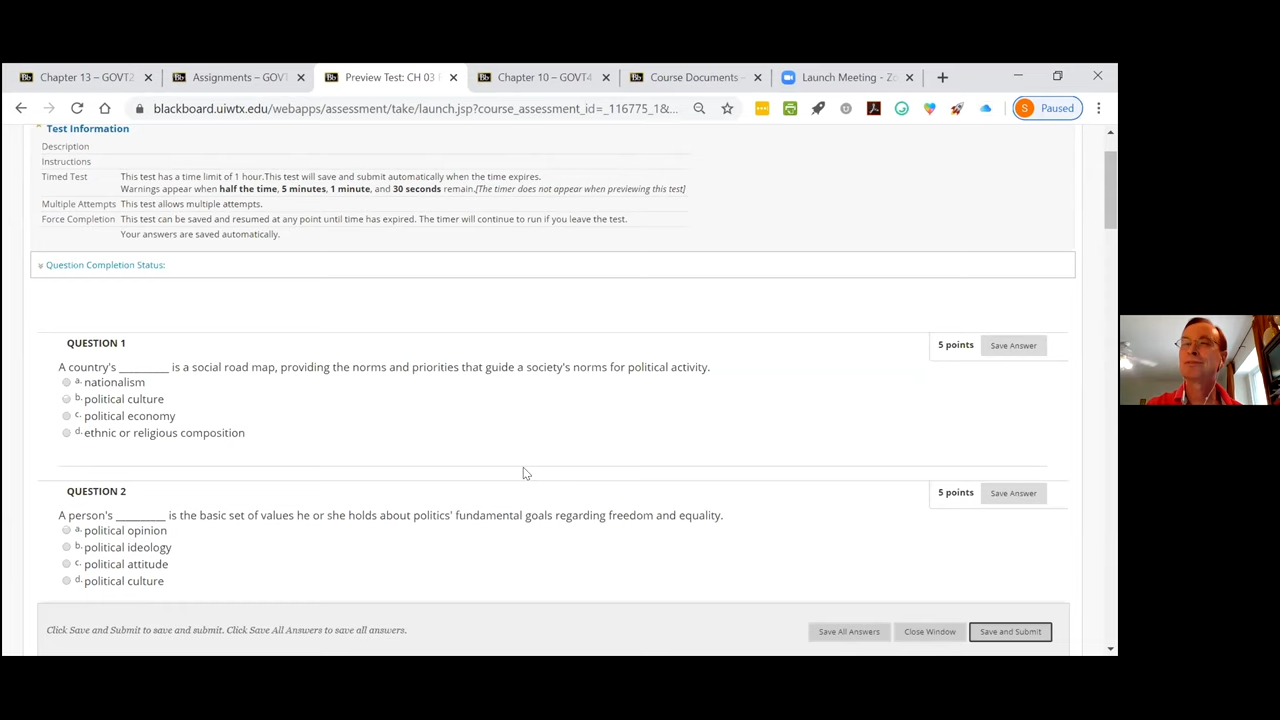 Chapter 13 – GOVT2
Assignments – GOVT
Preview Test: CH 03
Chapter 10 – GOVT4
Course Documents –
Launch Meeting - Zo
blackboard.uiwtx.edu/webapps/assessment/take/launch.jsp?course_assessment_id=_116775_1&...
S Paused
Test Information
Description
Instructions
Timed Test This test has a time limit of 1 hour.This test will save and submit automatically when the time expires.
Warnings appear when half the time, 5 minutes, 1 minute, and 30 seconds remain.[The timer does not appear when previewing this test]
Multiple Attempts This test allows multiple attempts.
Force Completion This test can be saved and resumed at any point until time has expired. The timer will continue to run if you leave the test.
Your answers are saved automatically.
Question Completion Status:
QUESTION 1
5 points Save Answer
A country's __________ is a social road map, providing the norms and priorities that guide a society's norms for political activity.
a. nationalism
b. political culture
c. political economy
d. ethnic or religious composition
QUESTION 2
5 points Save Answer
A person's __________ is the basic set of values he or she holds about politics' fundamental goals regarding freedom and equality.
a. political opinion
b. political ideology
c. political attitude
d. political culture
Click Save and Submit to save and submit. Click Save All Answers to save all answers.
Save All Answers Close Window Save and Submit